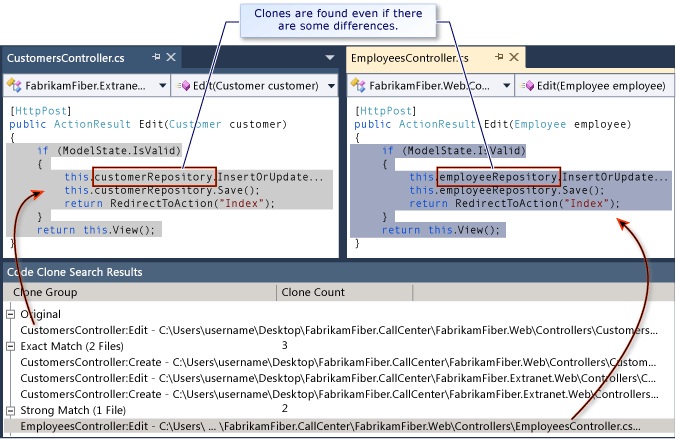 Clones are found even if there
are some differences.
CustomersController.cs
EmployeesController.cs
FabrikamFiber.Extrane...
Edit(Customer customer)
FabrikamFiber.Web.Co...
Edit(Employee employee)
[HttpPost]
public ActionResult Edit(Customer customer)
{
if (ModelState.IsValid)
{
this.customerRepository.InsertOrUpdate...
this.customerRepository.Save();
return RedirectToAction("Index");
}
return this.View();
}
[HttpPost]
public ActionResult Edit(Employee employee)
{
if (ModelState.IsValid)
{
this.employeeRepository.InsertOrUpdate...
this.employeeRepository.Save();
return RedirectToAction("Index");
}
return this.View();
}
Code Clone Search Results
Clone Group Clone Count
Original
CustomersController:Edit - C:\Users\username\Desktop\FabrikamFiber.CallCenter\FabrikamFiber.Web\Controllers\Customers...
Exact Match (2 Files) 3
CustomersController:Create - C:\Users\username\Desktop\FabrikamFiber.CallCenter\FabrikamFiber.Web\Controllers\Custom...
CustomersController:Edit - C:\Users\username\Desktop\FabrikamFiber.CallCenter\FabrikamFiber.Extranet.Web\Controllers\C...
CustomersController:Create - C:\Users\username\Desktop\FabrikamFiber.CallCenter\FabrikamFiber.Extranet.Web\Controllers...
Strong Match (1 File) 2
EmployeesController:Edit - C:\Users\ ... \FabrikamFiber.CallCenter\FabrikamFiber.Web\Controllers\EmployeesController.cs...